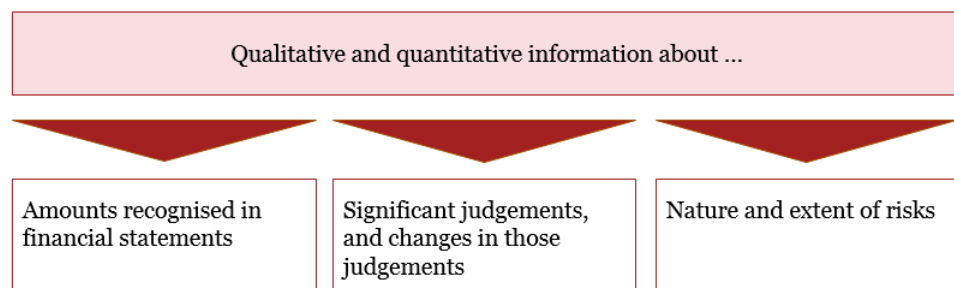 Qualitative and quantitative information about ...
Amounts recognised in
financial statements
Significant judgements,
and changes in those
judgements
Nature and extent of risks